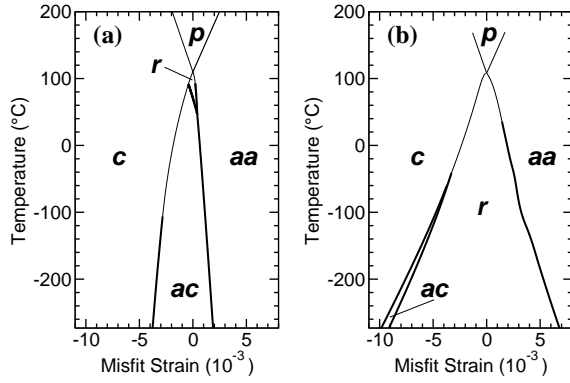 (a)
p
r
c
aa
ac
200
100
0
-100
-200
Temperature (°C)
-10
-5
0
5
Misfit Strain (10⁻³)
(b)
p
c
aa
r
ac
200
100
0
-100
-200
Temperature (°C)
-10
-5
0
5
Misfit Strain (10⁻³)